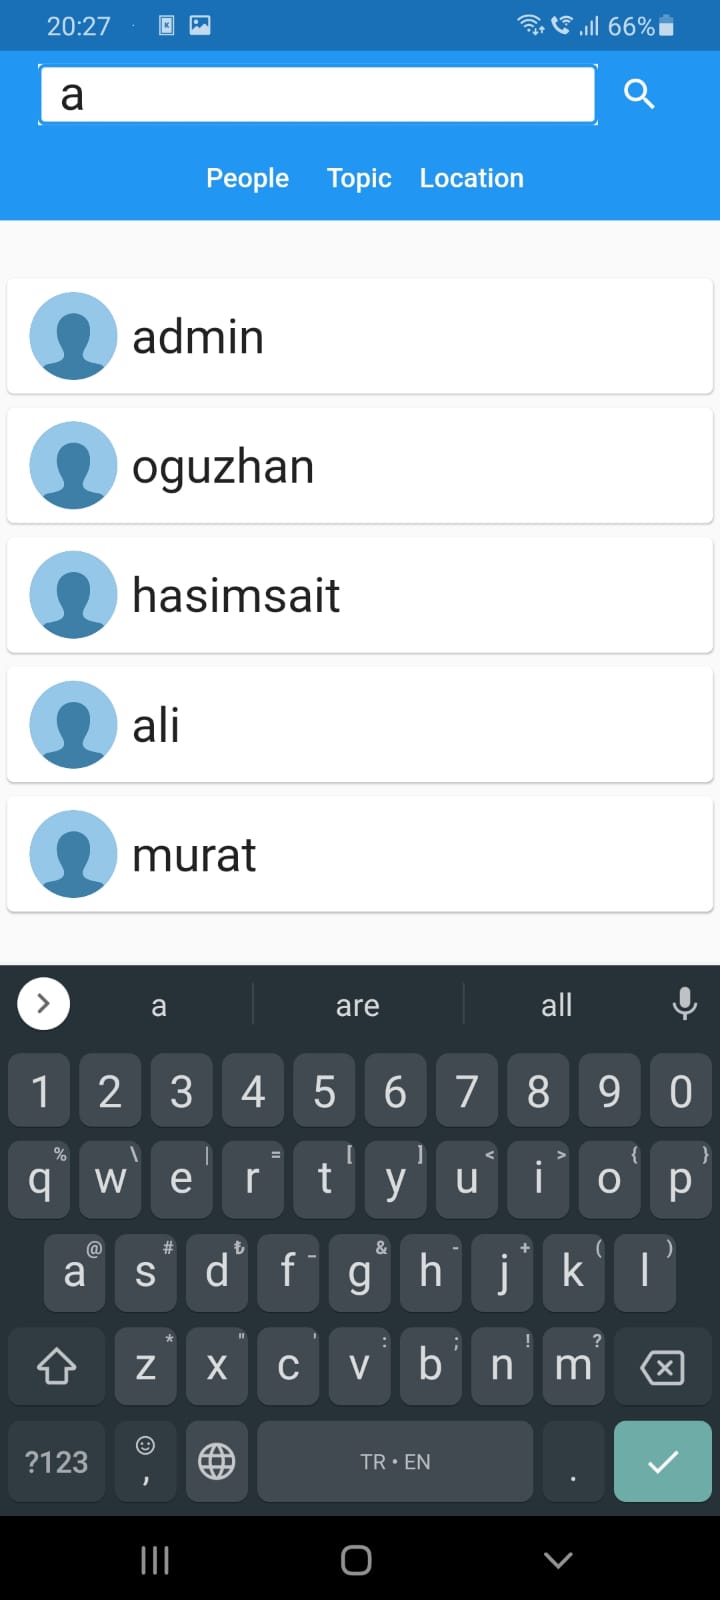 20:27 66%
a
People Topic Location
admin
oguzhan
hasimsait
ali
murat
a are all
1 2 3 4 5 6 7 8 9 0
% \ | = [ ] < > { }
q w e r t y u i o p
@ # ₺ _ & - + ( )
a s d f g h j k l
* " ' : ; ! ?
z x c v b n m
?123 , TR • EN .